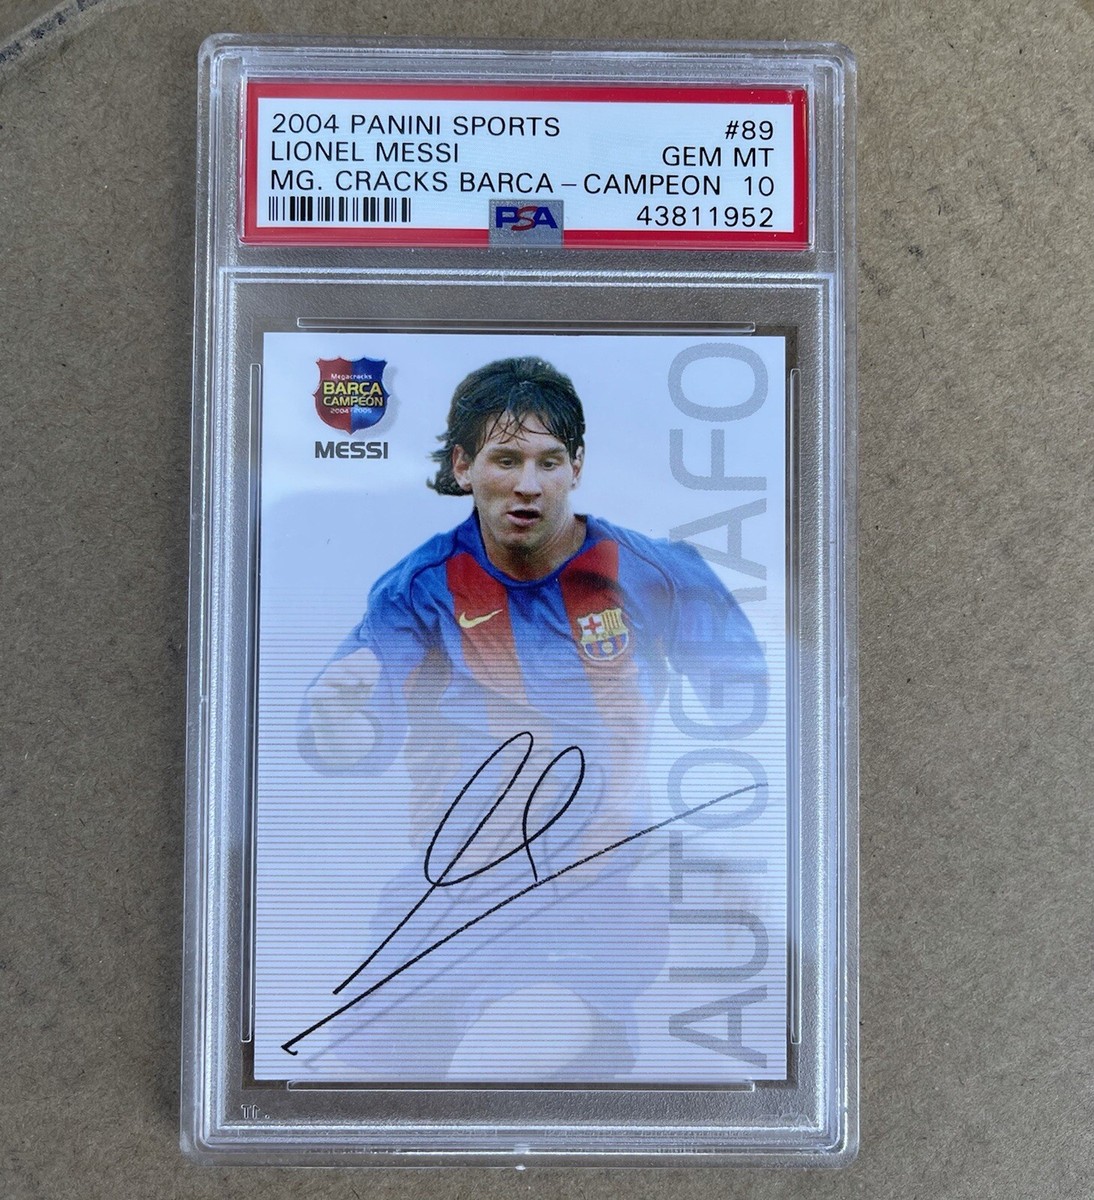 2004 PANINI SPORTS #89
LIONEL MESSI GEM MT
MG. CRACKS BARCA - CAMPEON 10
PSA 43811952
Megacracks
BARÇA
CAMPEÓN
2004 2005
MESSI
AUTOGRAFO